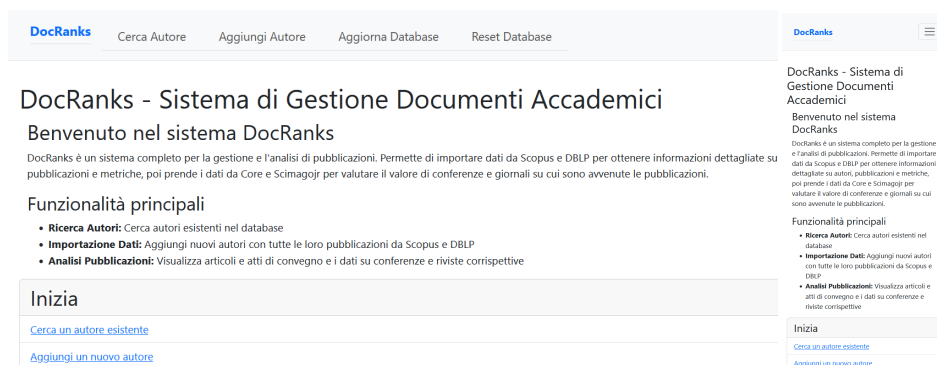 DocRanks Cerca Autore Aggiungi Autore Aggiorna Database Reset Database
DocRanks - Sistema di Gestione Documenti Accademici
Benvenuto nel sistema DocRanks
DocRanks è un sistema completo per la gestione e l'analisi di pubblicazioni. Permette di importare dati da Scopus e DBLP per ottenere informazioni dettagliate su
pubblicazioni e metriche, poi prende i dati da Core e Scimagojr per valutare il valore di conferenze e giornali su cui sono avvenute le pubblicazioni.
Funzionalità principali
• Ricerca Autori: Cerca autori esistenti nel database
• Importazione Dati: Aggiungi nuovi autori con tutte le loro pubblicazioni da Scopus e DBLP
• Analisi Pubblicazioni: Visualizza articoli e atti di convegno e i dati su conferenze e riviste corrispettive
Inizia
Cerca un autore esistente
Aggiungi un nuovo autore
DocRanks
DocRanks - Sistema di
Gestione Documenti
Accademici
Benvenuto nel sistema
DocRanks
DocRanks è un sistema completo per la gestione
e l'analisi di pubblicazioni. Permette di importare
dati da Scopus e DBLP per ottenere informazioni
dettagliate su autori, pubblicazioni e metriche,
poi prende i dati da Core e Scimagojr per
valutare il valore di conferenze e giornali su cui
sono avvenute le pubblicazioni.
Funzionalità principali
• Ricerca Autori: Cerca autori esistenti nel
database
• Importazione Dati: Aggiungi nuovi autori
con tutte le loro pubblicazioni da Scopus e
DBLP
• Analisi Pubblicazioni: Visualizza articoli e
atti di convegno e i dati su conferenze e
riviste corrispettive
Inizia
Cerca un autore esistente
Aggiungi un nuovo autore